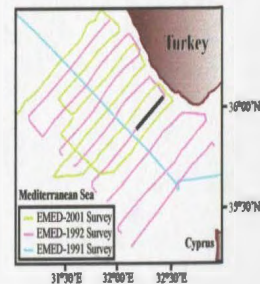 Turkey
36°00'N
Mediterranean Sea
EMED-2001 Survey
EMED-1992 Survey
EMED-1991 Survey
35°30'N
Cyprus
31°30'E 32°00'E 32°30'E